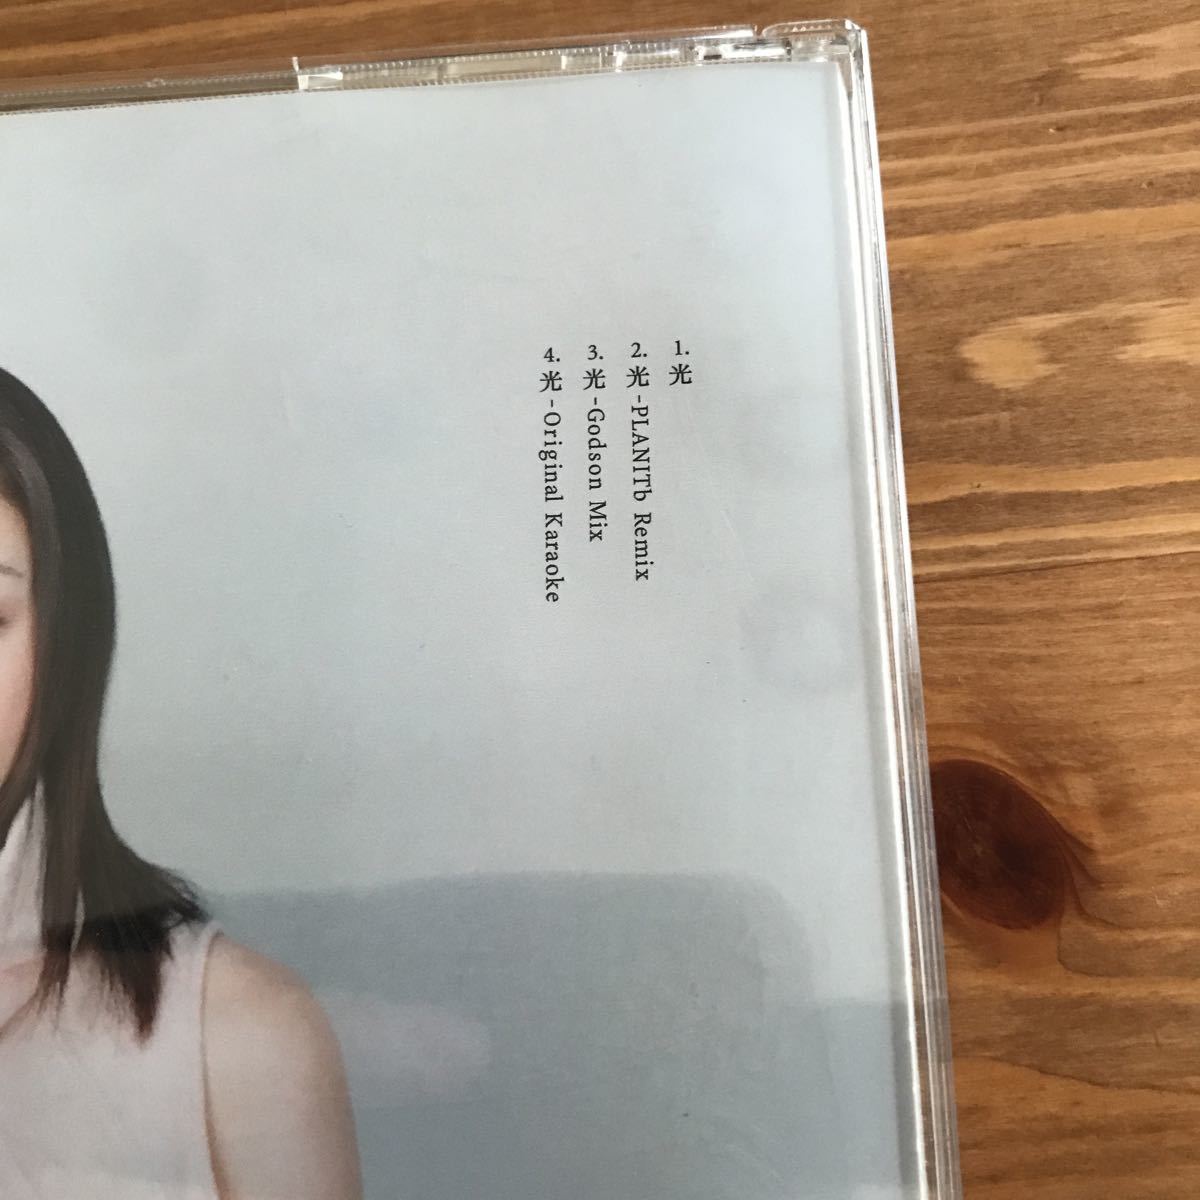 1. 光
2. 光-PLANITb Remix
3. 光-Godson Mix
4. 光-Original Karaoke